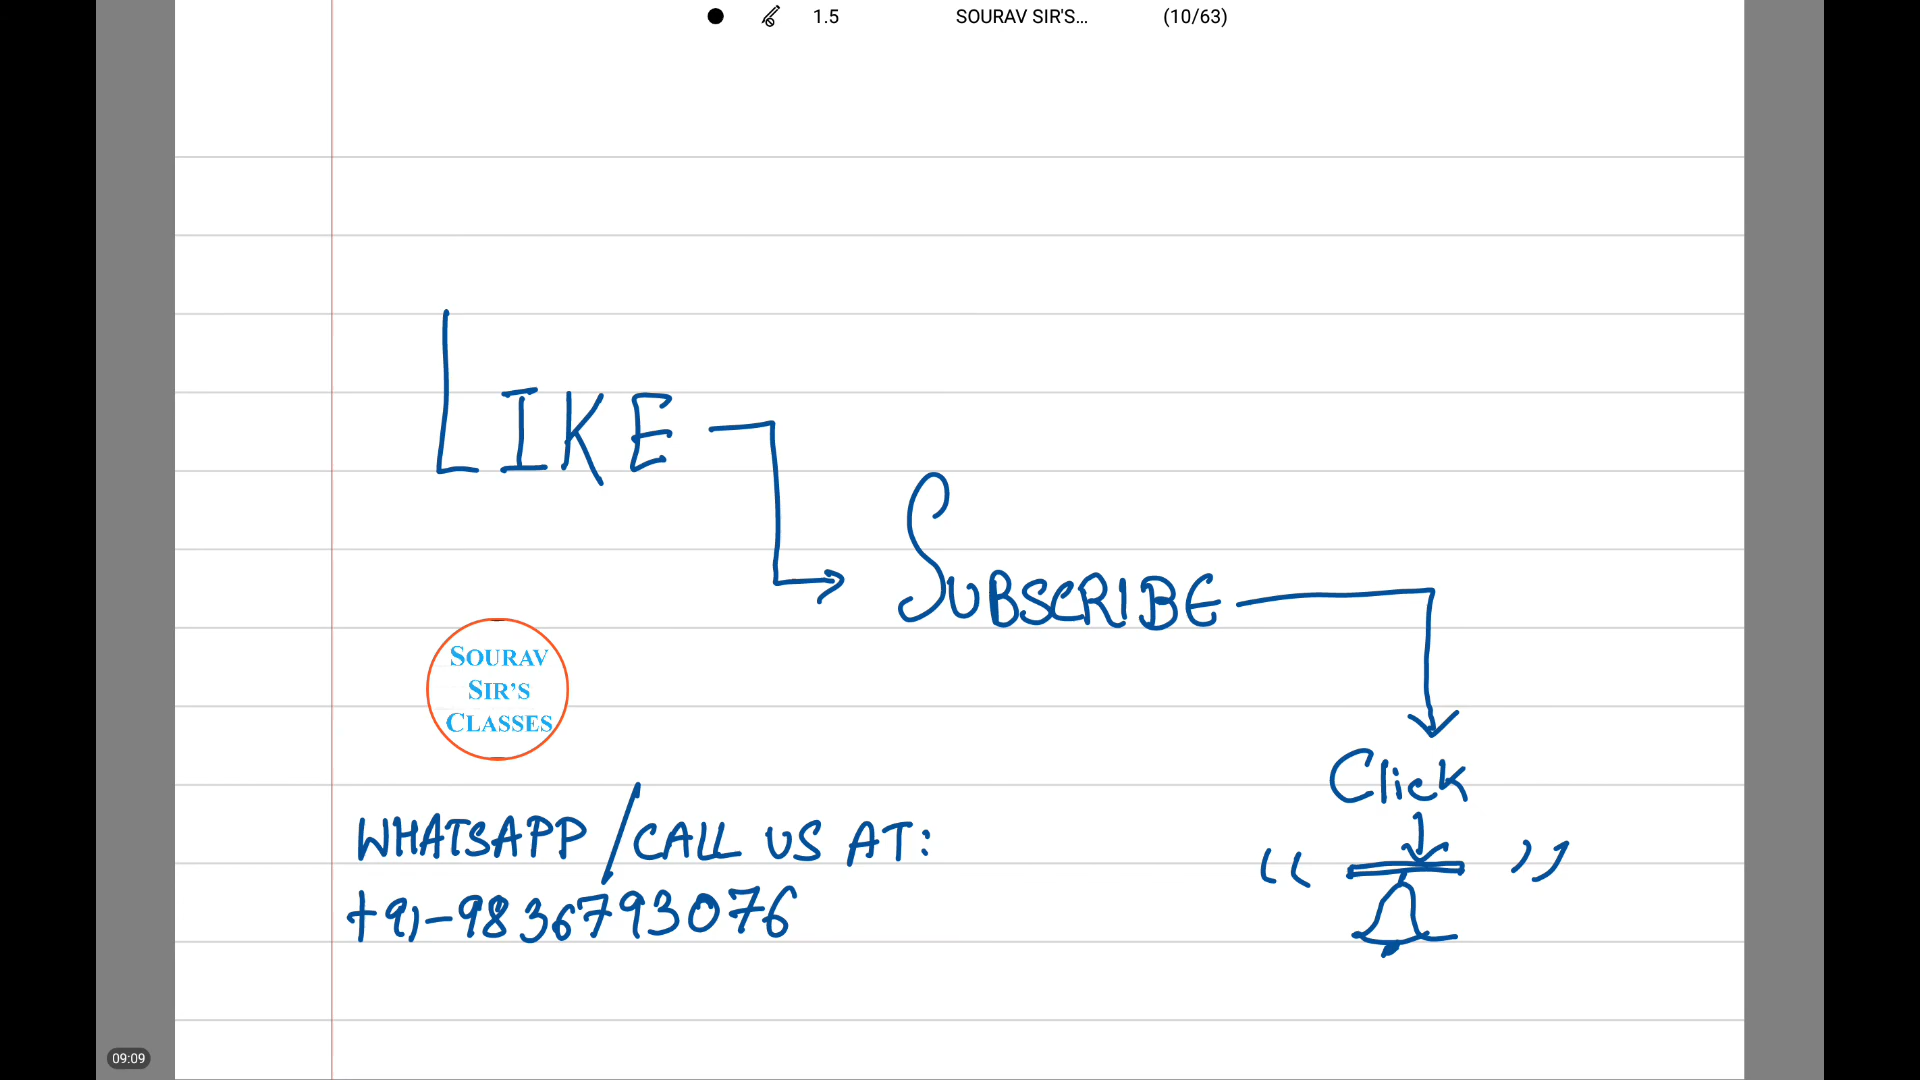 1.5 SOURAV SIR'S... (10/63)
LIKE
SUBSCRIBE
SOURAV
SIR'S
CLASSES
Click
WHATSAPP/CALL US AT:
“ ”
+91-9836793076
09:09